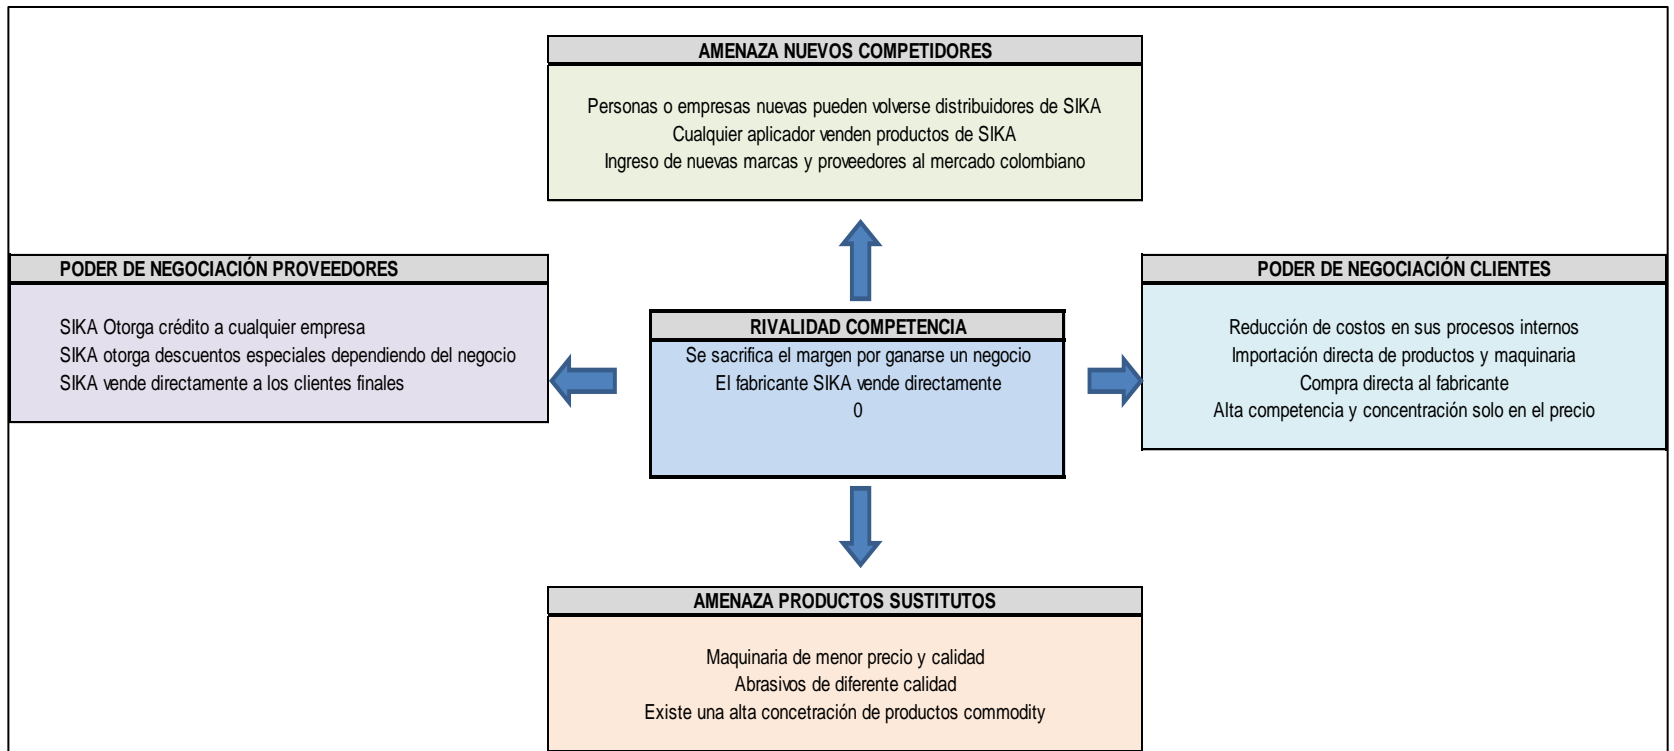 AMENAZA NUEVOS COMPETIDORES
Personas o empresas nuevas pueden volverse distribuidores de SIKA
Cualquier aplicador venden productos de SIKA
Ingreso de nuevas marcas y proveedores al mercado colombiano
PODER DE NEGOCIACIÓN PROVEEDORES
SIKA Otorga crédito a cualquier empresa
SIKA otorga descuentos especiales dependiendo del negocio
SIKA vende directamente a los clientes finales
RIVALIDAD COMPETENCIA
Se sacrifica el margen por ganarse un negocio
El fabricante SIKA vende directamente
0
PODER DE NEGOCIACIÓN CLIENTES
Reducción de costos en sus procesos internos
Importación directa de productos y maquinaria
Compra directa al fabricante
Alta competencia y concentración solo en el precio
AMENAZA PRODUCTOS SUSTITUTOS
Maquinaria de menor precio y calidad
Abrasivos de diferente calidad
Existe una alta concetración de productos commodity